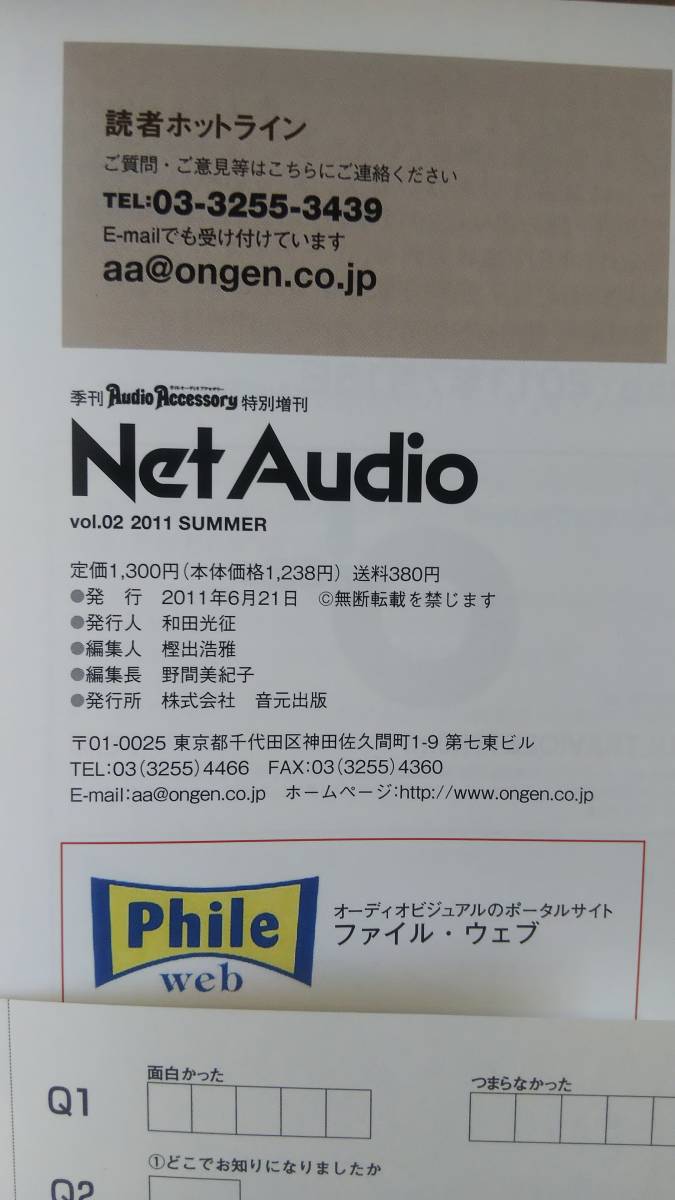 読者ホットライン
ご質問・ご意見等はこちらにご連絡ください
TEL:03-3255-3439
E-mailでも受け付けています
aa@ongen.co.jp
季刊 Audio Accessory 特別増刊
Net Audio
vol.02 2011 SUMMER
定価1,300円(本体価格1,238円) 送料380円
●発 行 2011年6月21日 ©無断転載を禁じます
●発行人 和田光征
●編集人 樫出浩雅
●編集長 野間美紀子
●発行所 株式会社 音元出版
〒01-0025 東京都千代田区神田佐久間町1-9 第七東ビル
TEL:03(3255)4466 FAX:03(3255)4360
E-mail:aa@ongen.co.jp ホームページ:http://www.ongen.co.jp
Phile
web
オーディオビジュアルのポータルサイト
ファイル・ウェブ
Q1
面白かった
つまらなかった
Q2
①どこでお知りになりましたか